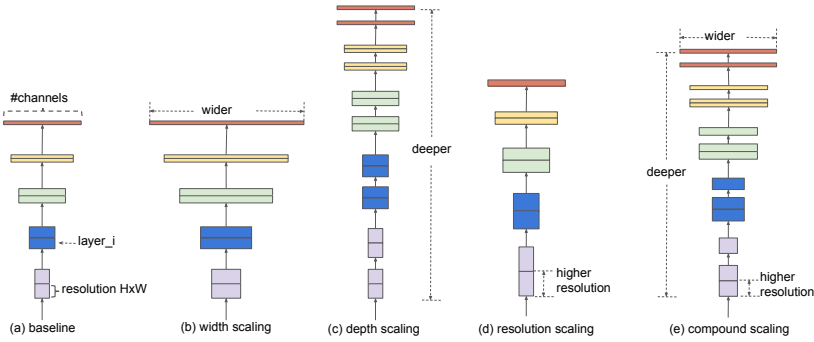 #channels
layer_i
resolution HxW
(a) baseline
wider
(b) width scaling
deeper
(c) depth scaling
higher
resolution
(d) resolution scaling
wider
deeper
higher
resolution
(e) compound scaling